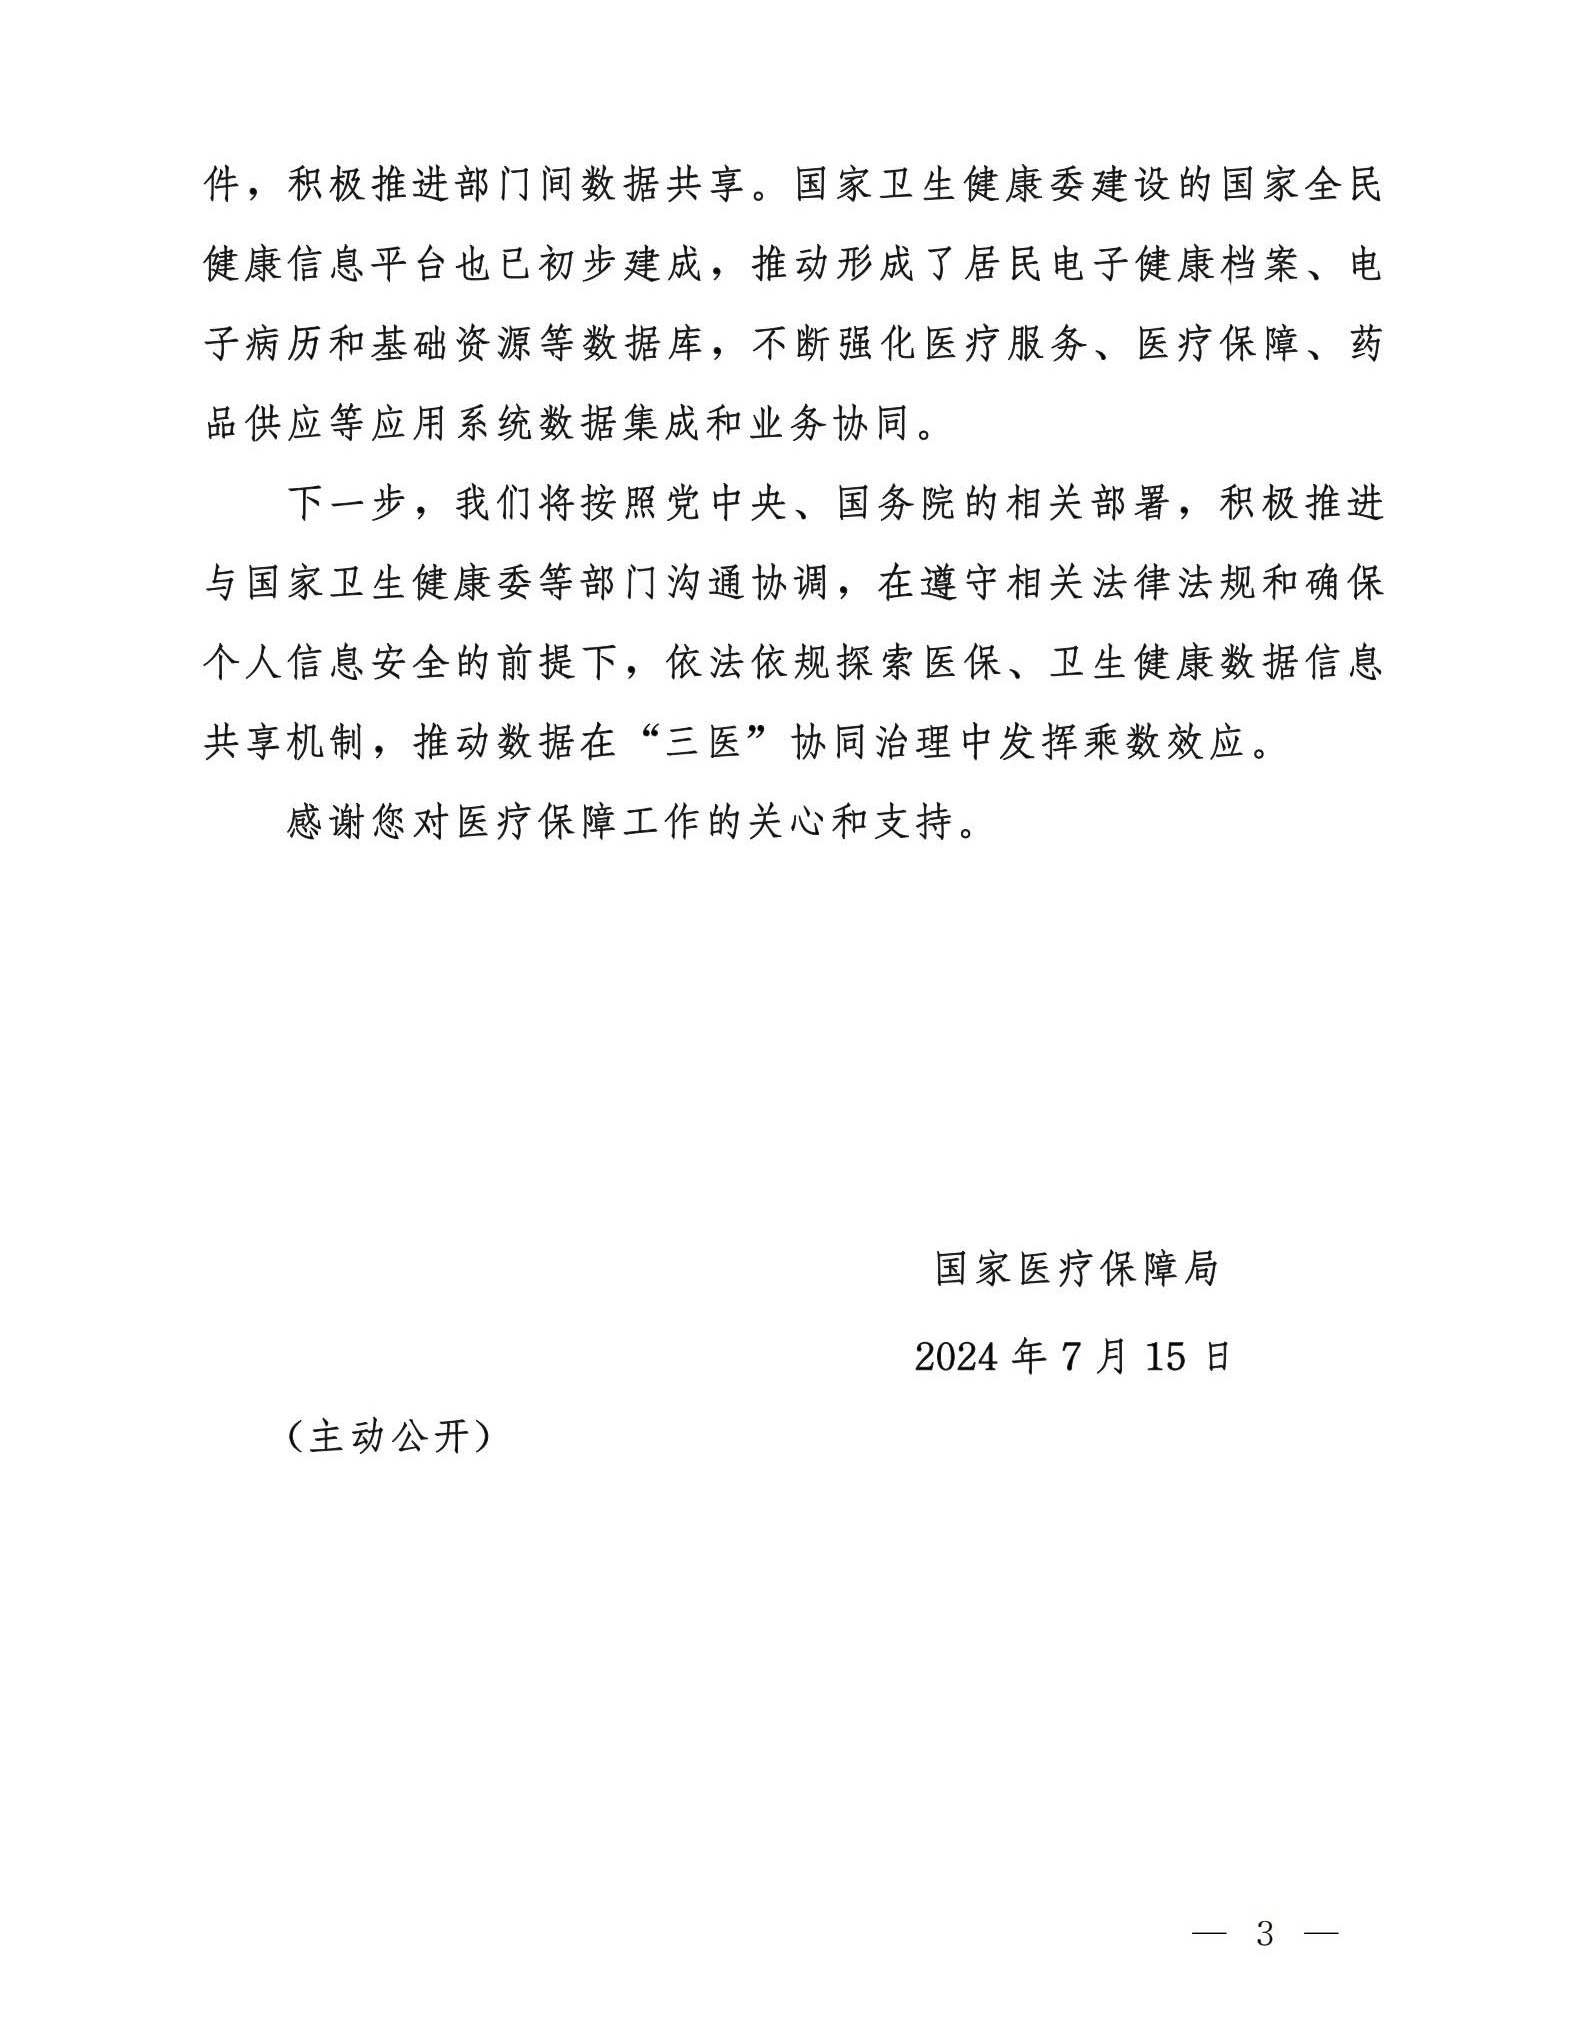 件，积极推进部门间数据共享。国家卫生健康委建设的国家全民
健康信息平台也已初步建成，推动形成了居民电子健康档案、电
子病历和基础资源等数据库，不断强化医疗服务、医疗保障、药
品供应等应用系统数据集成和业务协同。
下一步，我们将按照党中央、国务院的相关部署，积极推进
与国家卫生健康委等部门沟通协调，在遵守相关法律法规和确保
个人信息安全的前提下，依法依规探索医保、卫生健康数据信息
共享机制，推动数据在“三医”协同治理中发挥乘数效应。
感谢您对医疗保障工作的关心和支持。
国家医疗保障局
2024 年 7 月 15 日
（主动公开）
— 3 —